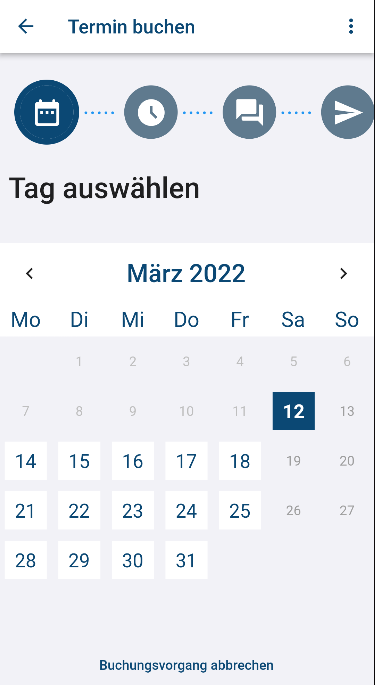 Termin buchen
Tag auswählen
März 2022
Mo Di Mi Do Fr Sa So
1 2 3 4 5 6
7 8 9 10 11 12 13
14 15 16 17 18 19 20
21 22 23 24 25 26 27
28 29 30 31
Buchungsvorgang abbrechen